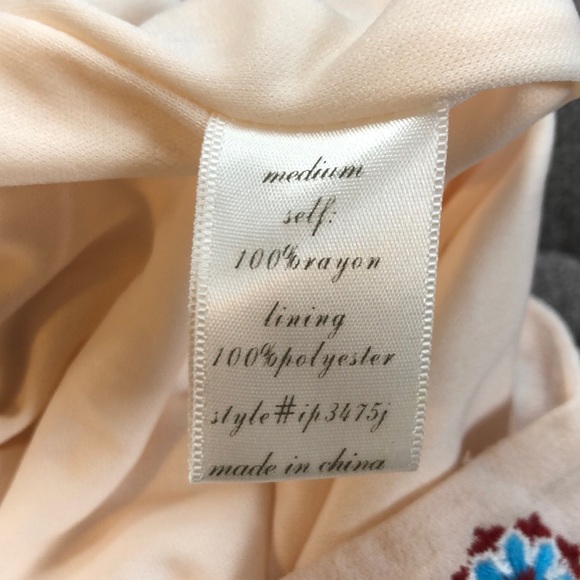 medium
self:
100%rayon
lining
100%polyester
style#ip3475j
made in china